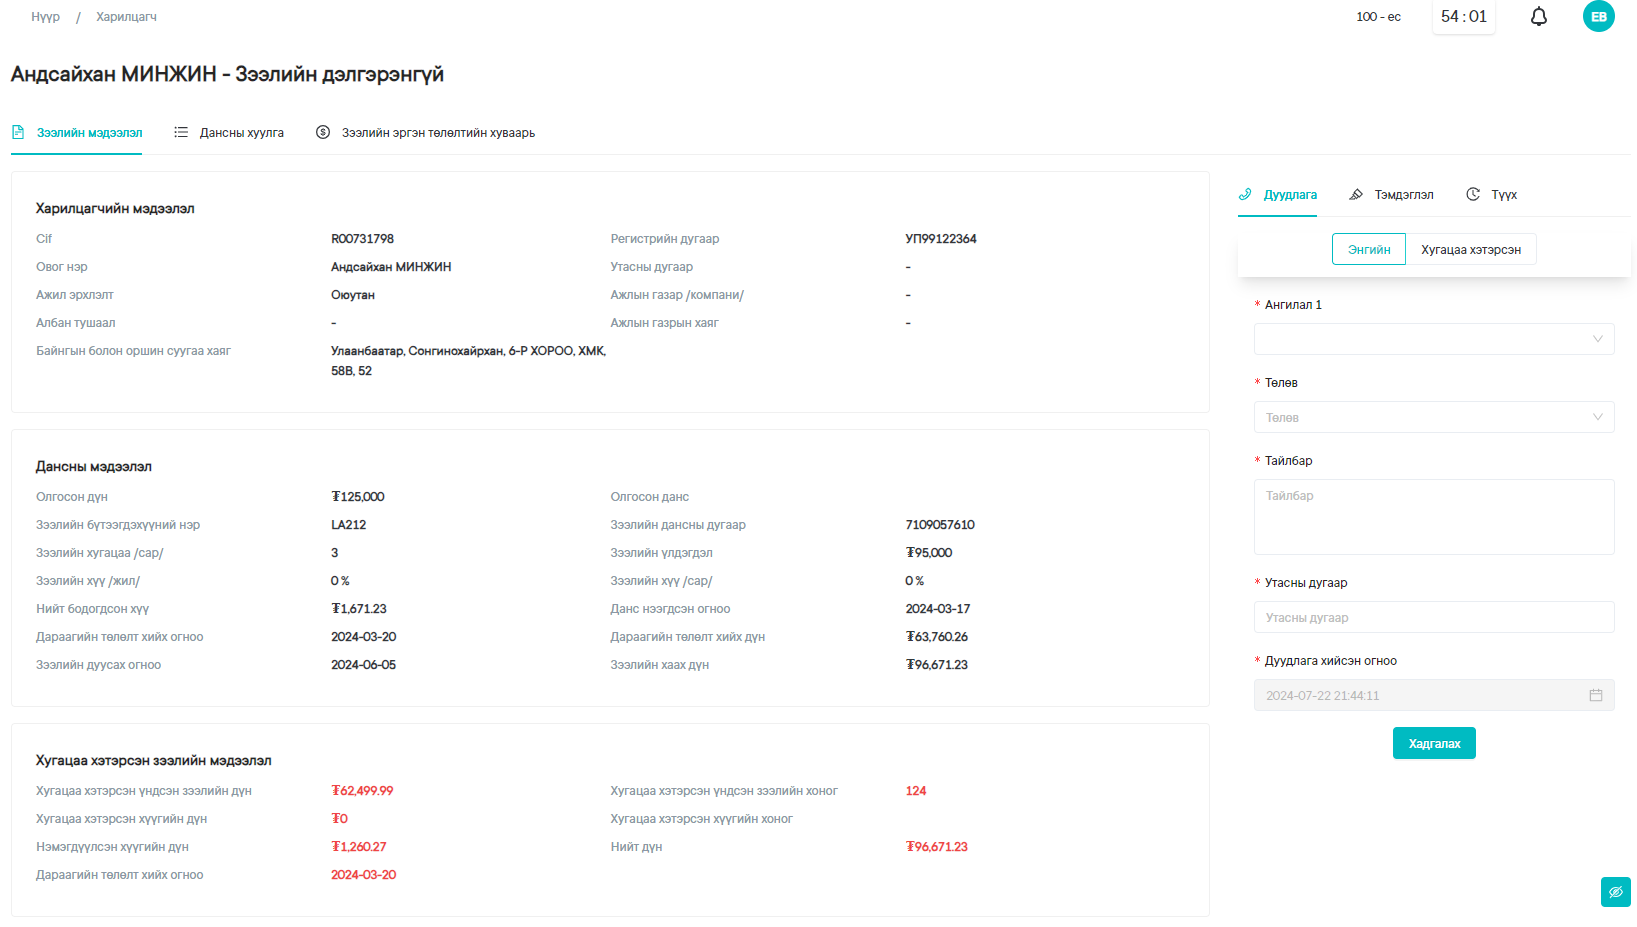 Нүүр / Харилцагч
100 - ес
54 : 01
EB
Андсайхан МИНЖИН - Зээлийн дэлгэрэнгүй
Зээлийн мэдээлэл
Дансны хуулга
Зээлийн эргэн төлөлтийн хуваарь
Харилцагчийн мэдээлэл
Cif R00731798 Регистрийн дугаар УП99122364
Овог нэр Андсайхан МИНЖИН Утасны дугаар -
Ажил эрхлэлт Оюутан Ажлын газар /компани/ -
Албан тушаал - Ажлын газрын хаяг -
Байнгын болон оршин суугаа хаяг Улаанбаатар, Сонгинохайрхан, 6-Р ХОРОО, ХМК,
58В, 52
Дансны мэдээлэл
Олгосон дүн ₮125,000 Олгосон данс
Зээлийн бүтээгдэхүүний нэр LA212 Зээлийн дансны дугаар 7109057610
Зээлийн хугацаа /сар/ 3 Зээлийн үлдэгдэл ₮95,000
Зээлийн хүү /жил/ 0 % Зээлийн хүү /сар/ 0 %
Нийт бодогдсон хүү ₮1,671.23 Данс нээгдсэн огноо 2024-03-17
Дараагийн төлөлт хийх огноо 2024-03-20 Дараагийн төлөлт хийх дүн ₮63,760.26
Зээлийн дуусах огноо 2024-06-05 Зээлийн хаах дүн ₮96,671.23
Хугацаа хэтэрсэн зээлийн мэдээлэл
Хугацаа хэтэрсэн үндсэн зээлийн дүн ₮62,499.99 Хугацаа хэтэрсэн үндсэн зээлийн хоног 124
Хугацаа хэтэрсэн хүүгийн дүн ₮0 Хугацаа хэтэрсэн хүүгийн хоног
Нэмэгдүүлсэн хүүгийн дүн ₮1,260.27 Нийт дүн ₮96,671.23
Дараагийн төлөлт хийх огноо 2024-03-20
Дуудлага
Тэмдэглэл
Түүх
Энгийн
Хугацаа хэтэрсэн
* Ангилал 1
* Төлөв
Төлөв
* Тайлбар
Тайлбар
* Утасны дугаар
Утасны дугаар
* Дуудлага хийсэн огноо
2024-07-22 21:44:11
Хадгалах